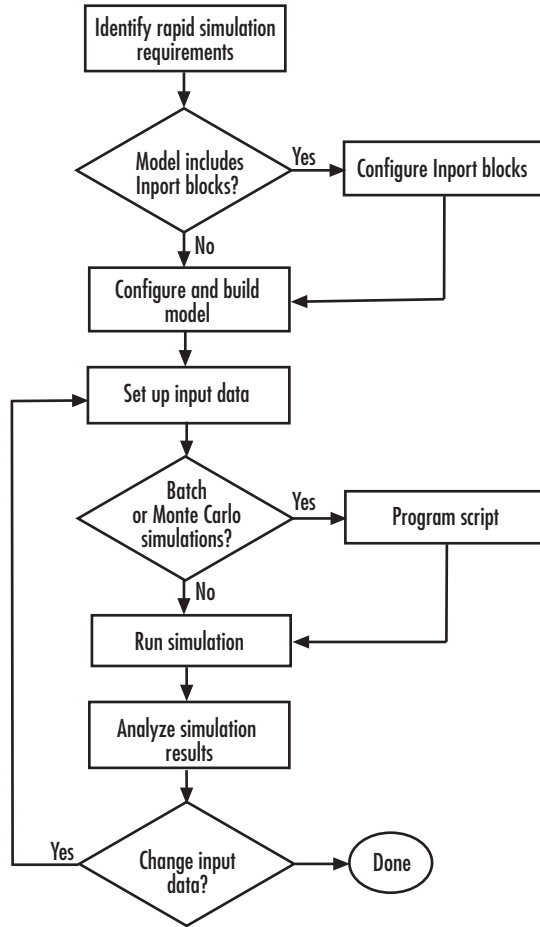 Identify rapid simulation
requirements
Model includes
Inport blocks?
Yes
Configure Inport blocks
No
Configure and build
model
Set up input data
Batch
or Monte Carlo
simulations?
Yes
Program script
No
Run simulation
Analyze simulation
results
Yes
Change input
data?
Done